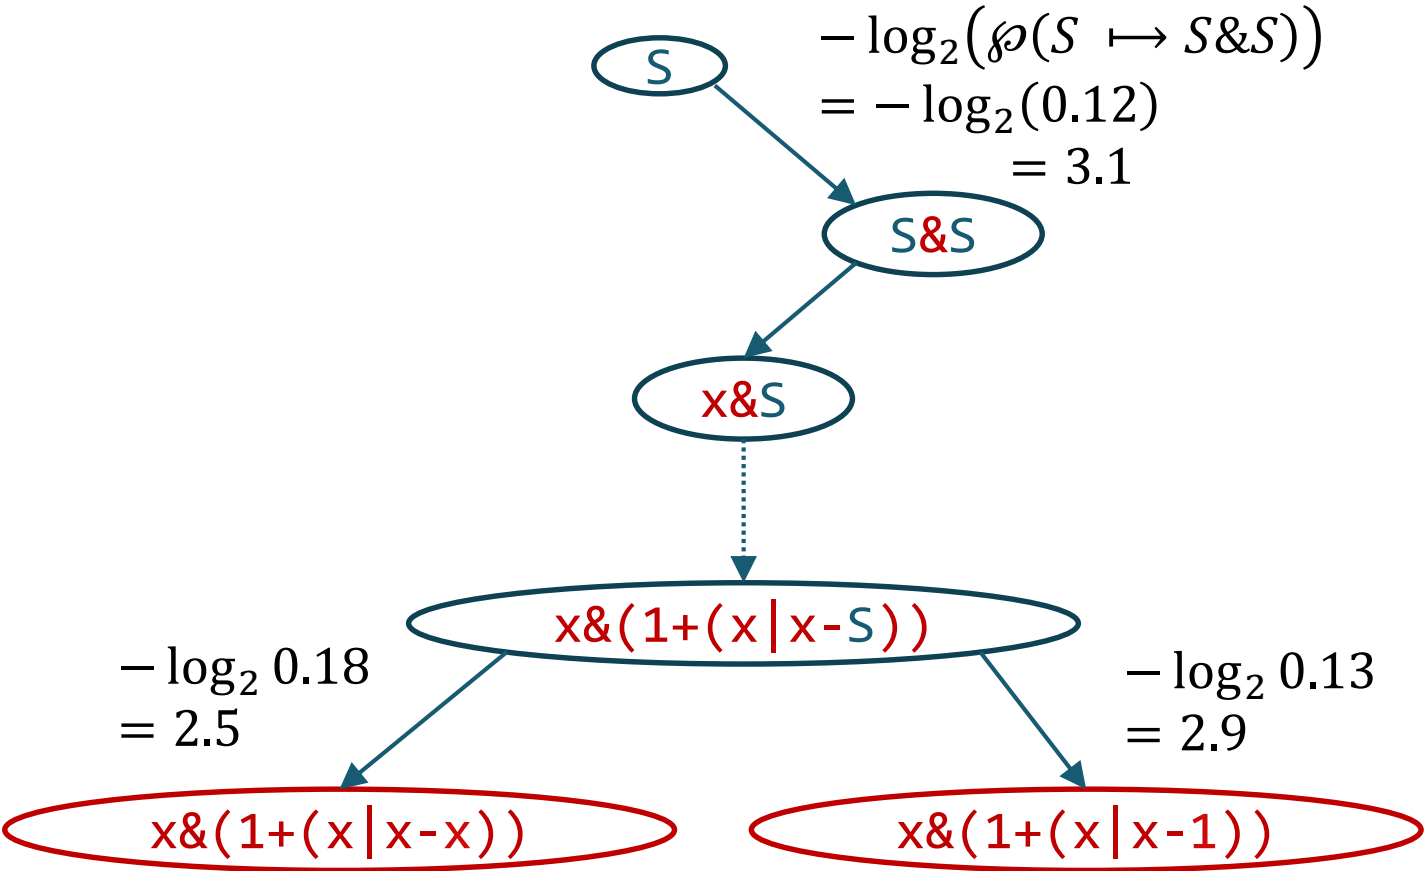 S
−log₂(℘(S ↦ S&S))
= −log₂(0.12)
= 3.1
S&S
x&S
x&(1+(x|x-S))
−log₂ 0.18
= 2.5
−log₂ 0.13
= 2.9
x&(1+(x|x-x))
x&(1+(x|x-1))